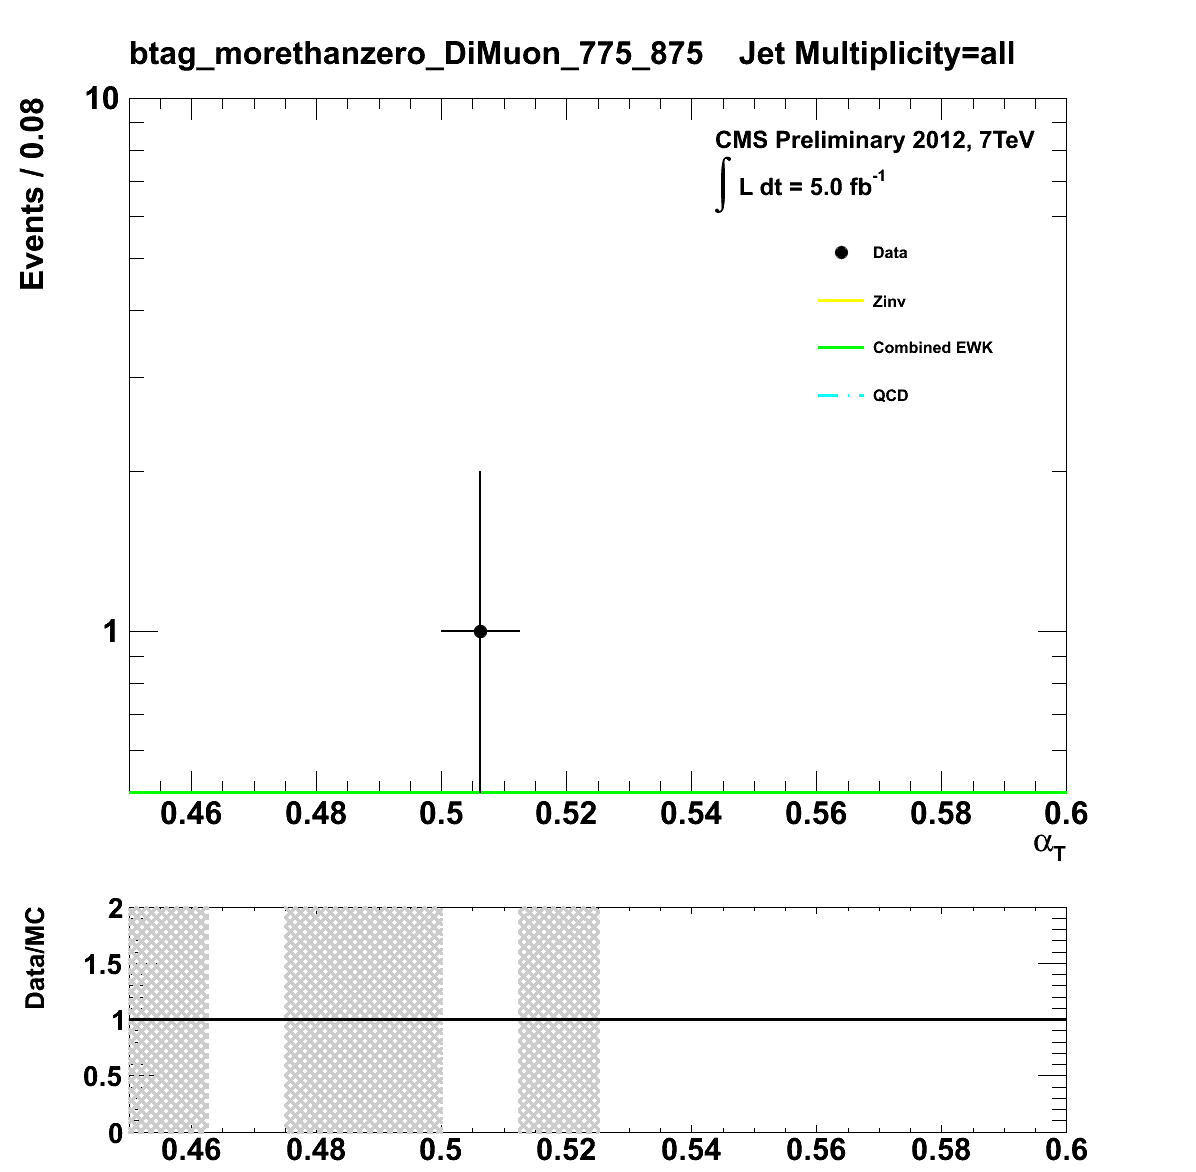 btag_morethanzero_DiMuon_775_875 Jet Multiplicity=all
Events / 0.08
10
1
CMS Preliminary 2012, 7TeV
∫ L dt = 5.0 fb⁻¹
Data
Zinv
Combined EWK
QCD
0.46 0.48 0.5 0.52 0.54 0.56 0.58 0.6
α_T
Data/MC
2
1.5
1
0.5
0
0.46 0.48 0.5 0.52 0.54 0.56 0.58 0.6